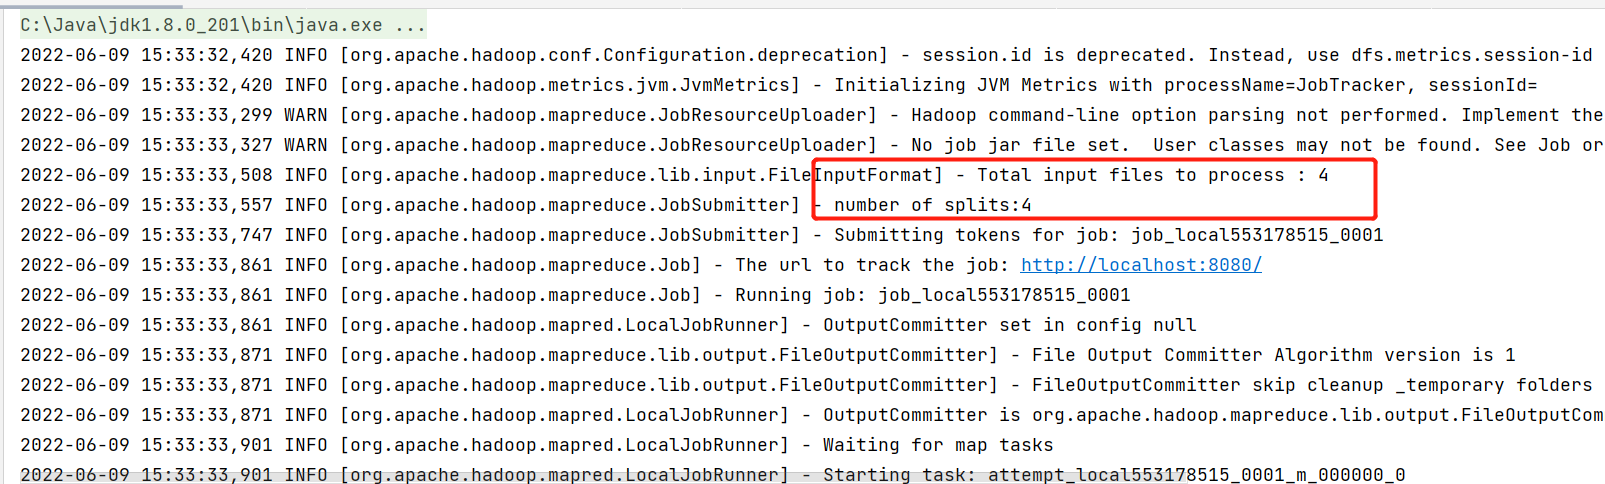 C:\Java\jdk1.8.0_201\bin\java.exe ...
2022-06-09 15:33:32,420 INFO [org.apache.hadoop.conf.Configuration.deprecation] - session.id is deprecated. Instead, use dfs.metrics.session-id
2022-06-09 15:33:32,420 INFO [org.apache.hadoop.metrics.jvm.JvmMetrics] - Initializing JVM Metrics with processName=JobTracker, sessionId=
2022-06-09 15:33:33,299 WARN [org.apache.hadoop.mapreduce.JobResourceUploader] - Hadoop command-line option parsing not performed. Implement the
2022-06-09 15:33:33,327 WARN [org.apache.hadoop.mapreduce.JobResourceUploader] - No job jar file set.  User classes may not be found. See Job or
2022-06-09 15:33:33,508 INFO [org.apache.hadoop.mapreduce.lib.input.FileInputFormat] - Total input files to process : 4
2022-06-09 15:33:33,557 INFO [org.apache.hadoop.mapreduce.JobSubmitter] - number of splits:4
2022-06-09 15:33:33,747 INFO [org.apache.hadoop.mapreduce.JobSubmitter] - Submitting tokens for job: job_local553178515_0001
2022-06-09 15:33:33,861 INFO [org.apache.hadoop.mapreduce.Job] - The url to track the job: http://localhost:8080/
2022-06-09 15:33:33,861 INFO [org.apache.hadoop.mapreduce.Job] - Running job: job_local553178515_0001
2022-06-09 15:33:33,861 INFO [org.apache.hadoop.mapred.LocalJobRunner] - OutputCommitter set in config null
2022-06-09 15:33:33,871 INFO [org.apache.hadoop.mapreduce.lib.output.FileOutputCommitter] - File Output Committer Algorithm version is 1
2022-06-09 15:33:33,871 INFO [org.apache.hadoop.mapreduce.lib.output.FileOutputCommitter] - FileOutputCommitter skip cleanup _temporary folders
2022-06-09 15:33:33,871 INFO [org.apache.hadoop.mapred.LocalJobRunner] - OutputCommitter is org.apache.hadoop.mapreduce.lib.output.FileOutputCom
2022-06-09 15:33:33,901 INFO [org.apache.hadoop.mapred.LocalJobRunner] - Waiting for map tasks
2022-06-09 15:33:33,901 INFO [org.apache.hadoop.mapred.LocalJobRunner] - Starting task: attempt_local553178515_0001_m_000000_0